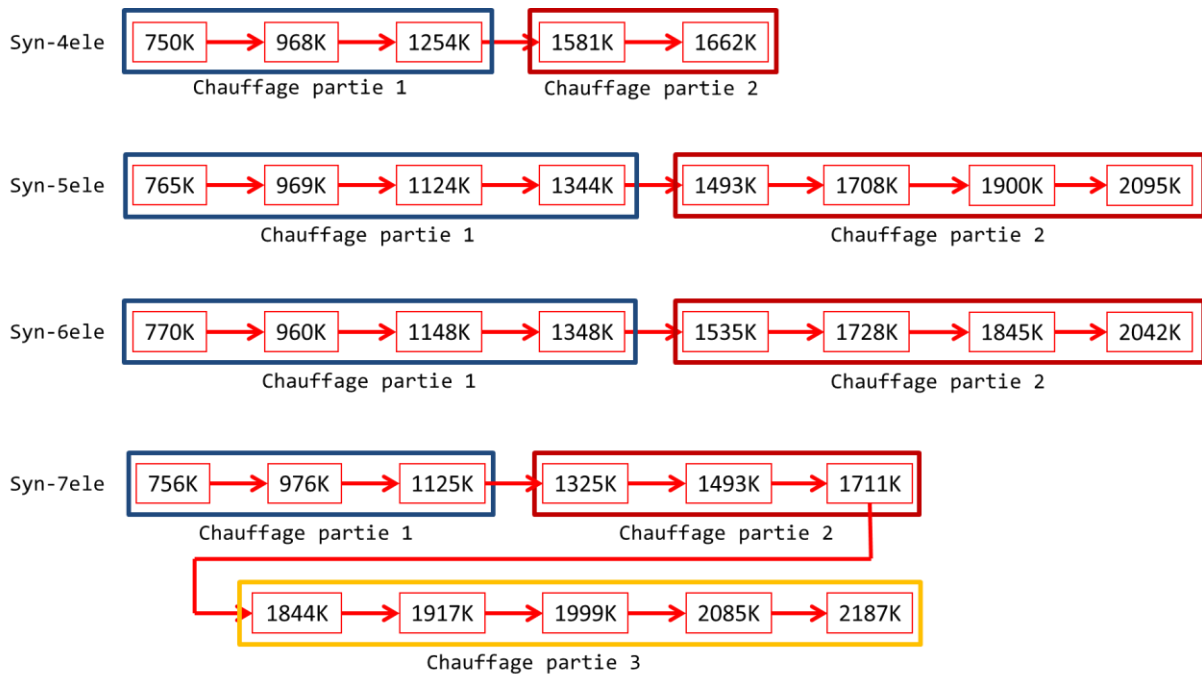 Syn-4ele 750K 968K 1254K 1581K 1662K
Chauffage partie 1 Chauffage partie 2
Syn-5ele 765K 969K 1124K 1344K 1493K 1708K 1900K 2095K
Chauffage partie 1 Chauffage partie 2
Syn-6ele 770K 960K 1148K 1348K 1535K 1728K 1845K 2042K
Chauffage partie 1 Chauffage partie 2
Syn-7ele 756K 976K 1125K 1325K 1493K 1711K
Chauffage partie 1 Chauffage partie 2
1844K 1917K 1999K 2085K 2187K
Chauffage partie 3